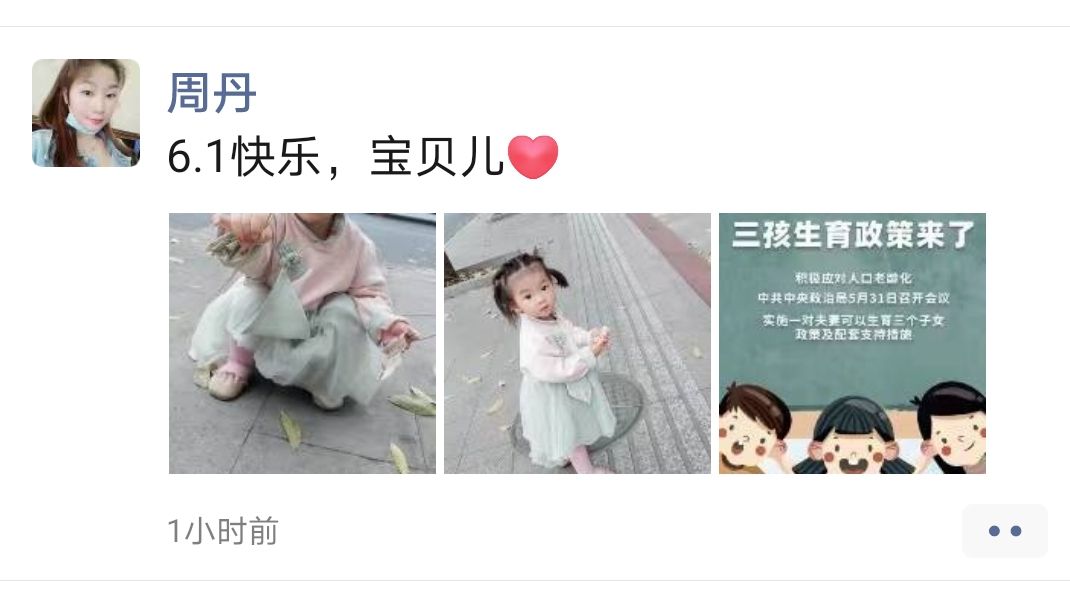 周丹
6.1快乐，宝贝儿
三孩生育政策来了
积极应对人口老龄化
中共中央政治局5月31日召开会议
实施一对夫妻可以生育三个子女
政策及配套支持措施
1小时前